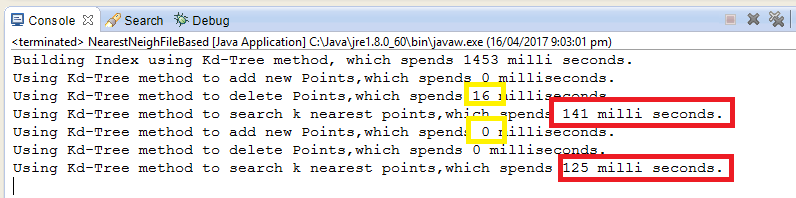 Console Search Debug
<terminated> NearestNeighFileBased [Java Application] C:\Java\jre1.8.0_60\bin\javaw.exe (16/04/2017 9:03:01 pm)
Building Index using Kd-Tree method, which spends 1453 milli seconds.
Using Kd-Tree method to add new Points,which spends 0 milliseconds.
Using Kd-Tree method to delete Points,which spends 16 milliseconds.
Using Kd-Tree method to search k nearest points,which spends 141 milli seconds.
Using Kd-Tree method to add new Points,which spends 0 milliseconds.
Using Kd-Tree method to delete Points,which spends 0 milliseconds.
Using Kd-Tree method to search k nearest points,which spends 125 milli seconds.